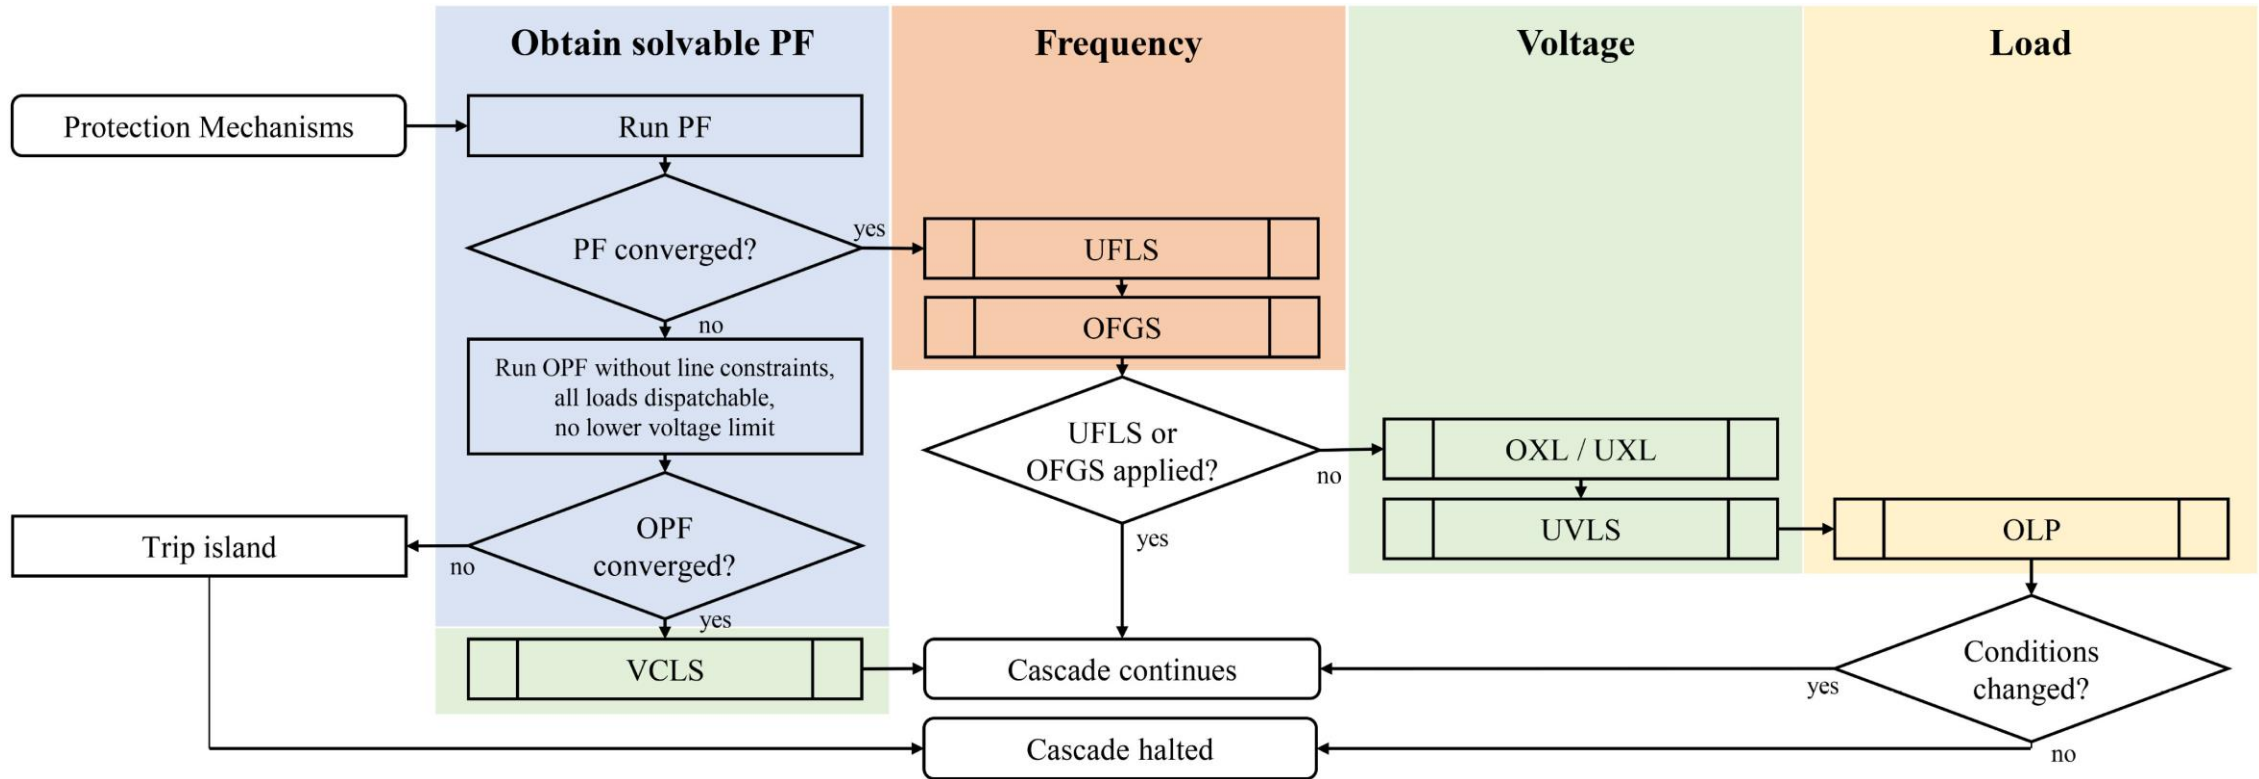 Obtain solvable PF
Frequency
Voltage
Load
Protection Mechanisms
Run PF
PF converged?
yes
no
UFLS
OFGS
Run OPF without line constraints,
all loads dispatchable,
no lower voltage limit
UFLS or
OFGS applied?
no
yes
OXL / UXL
UVLS
OLP
OPF
converged?
no
yes
Trip island
VCLS
Cascade continues
Conditions
changed?
yes
no
Cascade halted